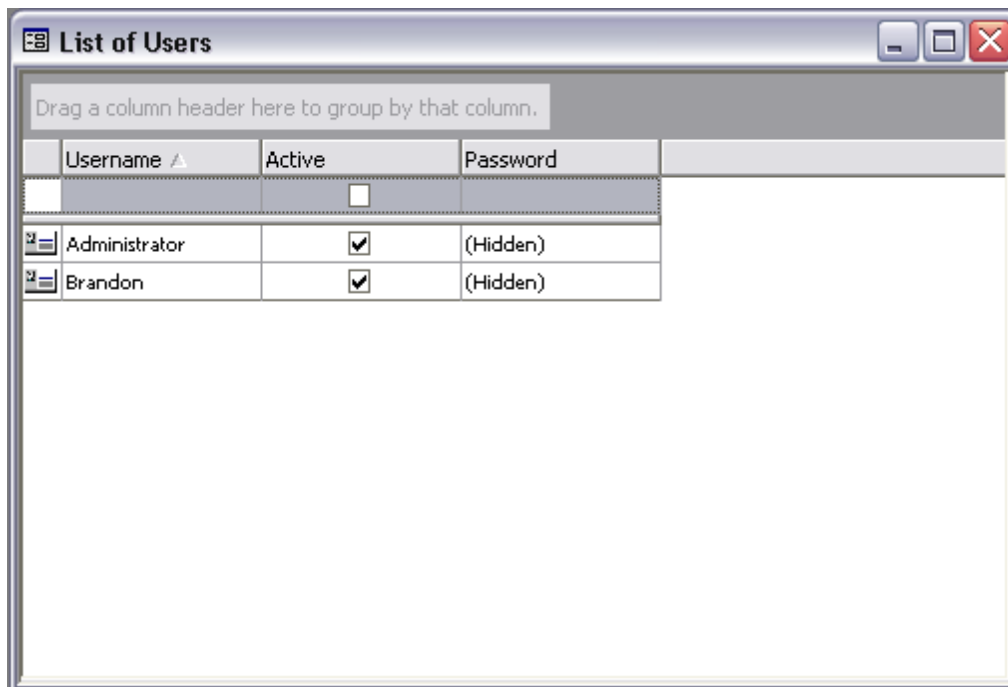 List of Users
Drag a column header here to group by that column.
Username Active Password
Administrator (Hidden)
Brandon (Hidden)